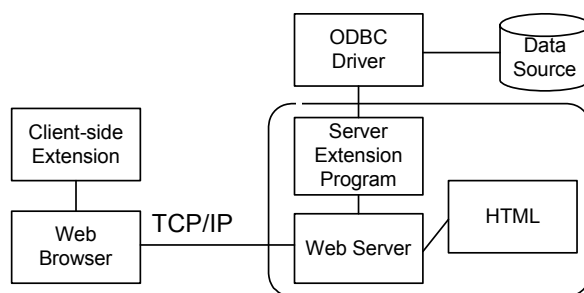 ODBC
Driver
Data
Source
Client-side
Extension
Server
Extension
Program
TCP/IP
Web
Browser
Web Server
HTML